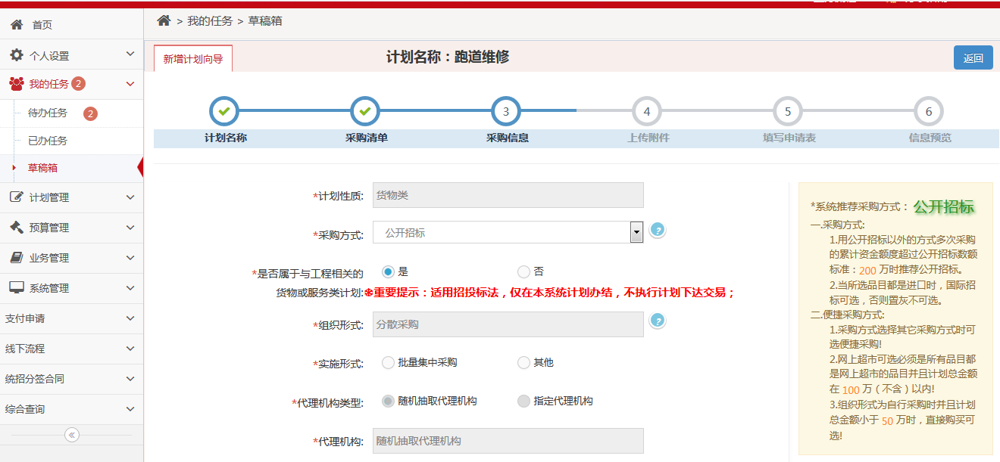 首页
> 我的任务 > 草稿箱
个人设置
我的任务 2
待办任务 2
已办任务
草稿箱
计划管理
预算管理
业务管理
系统管理
支付申请
线下流程
统招分签合同
综合查询
新增计划向导
计划名称：跑道维修
返回
3 4 5 6
计划名称 采购清单 采购信息 上传附件 填写申请表 信息预览
*计划性质: 货物类
*采购方式: 公开招标 ?
*是否属于与工程相关的 是 否
货物或服务类计划:※重要提示：适用招投标法，仅在本系统计划办结，不执行计划下达交易；
*组织形式: 分散采购 ?
*实施形式: 批量集中采购 其他
*代理机构类型: 随机抽取代理机构 指定代理机构
*代理机构: 随机抽取代理机构
*系统推荐采购方式： 公开招标
一.采购方式:
1.用公开招标以外的方式多次采购
的累计资金额度超过公开招标数额
标准：200 万时推荐公开招标。
2.当所选品目都是进口时，国际招
标可选，否则置灰不可选。
二.便捷采购方式:
1.采购方式选择其它采购方式时可
选便捷采购!
2.网上超市可选必须是所有品目都
是网上超市的品目并且计划总金额
在 100 万（不含）以内!
3.组织形式为自行采购时并且计划
总金额小于 50 万时，直接购买可
选!